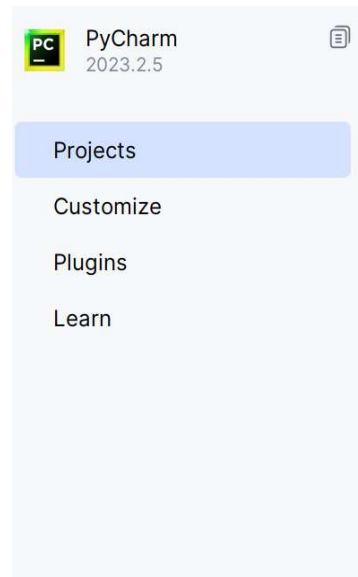 PC
PyCharm
2023.2.5
Projects
Customize
Plugins
Learn